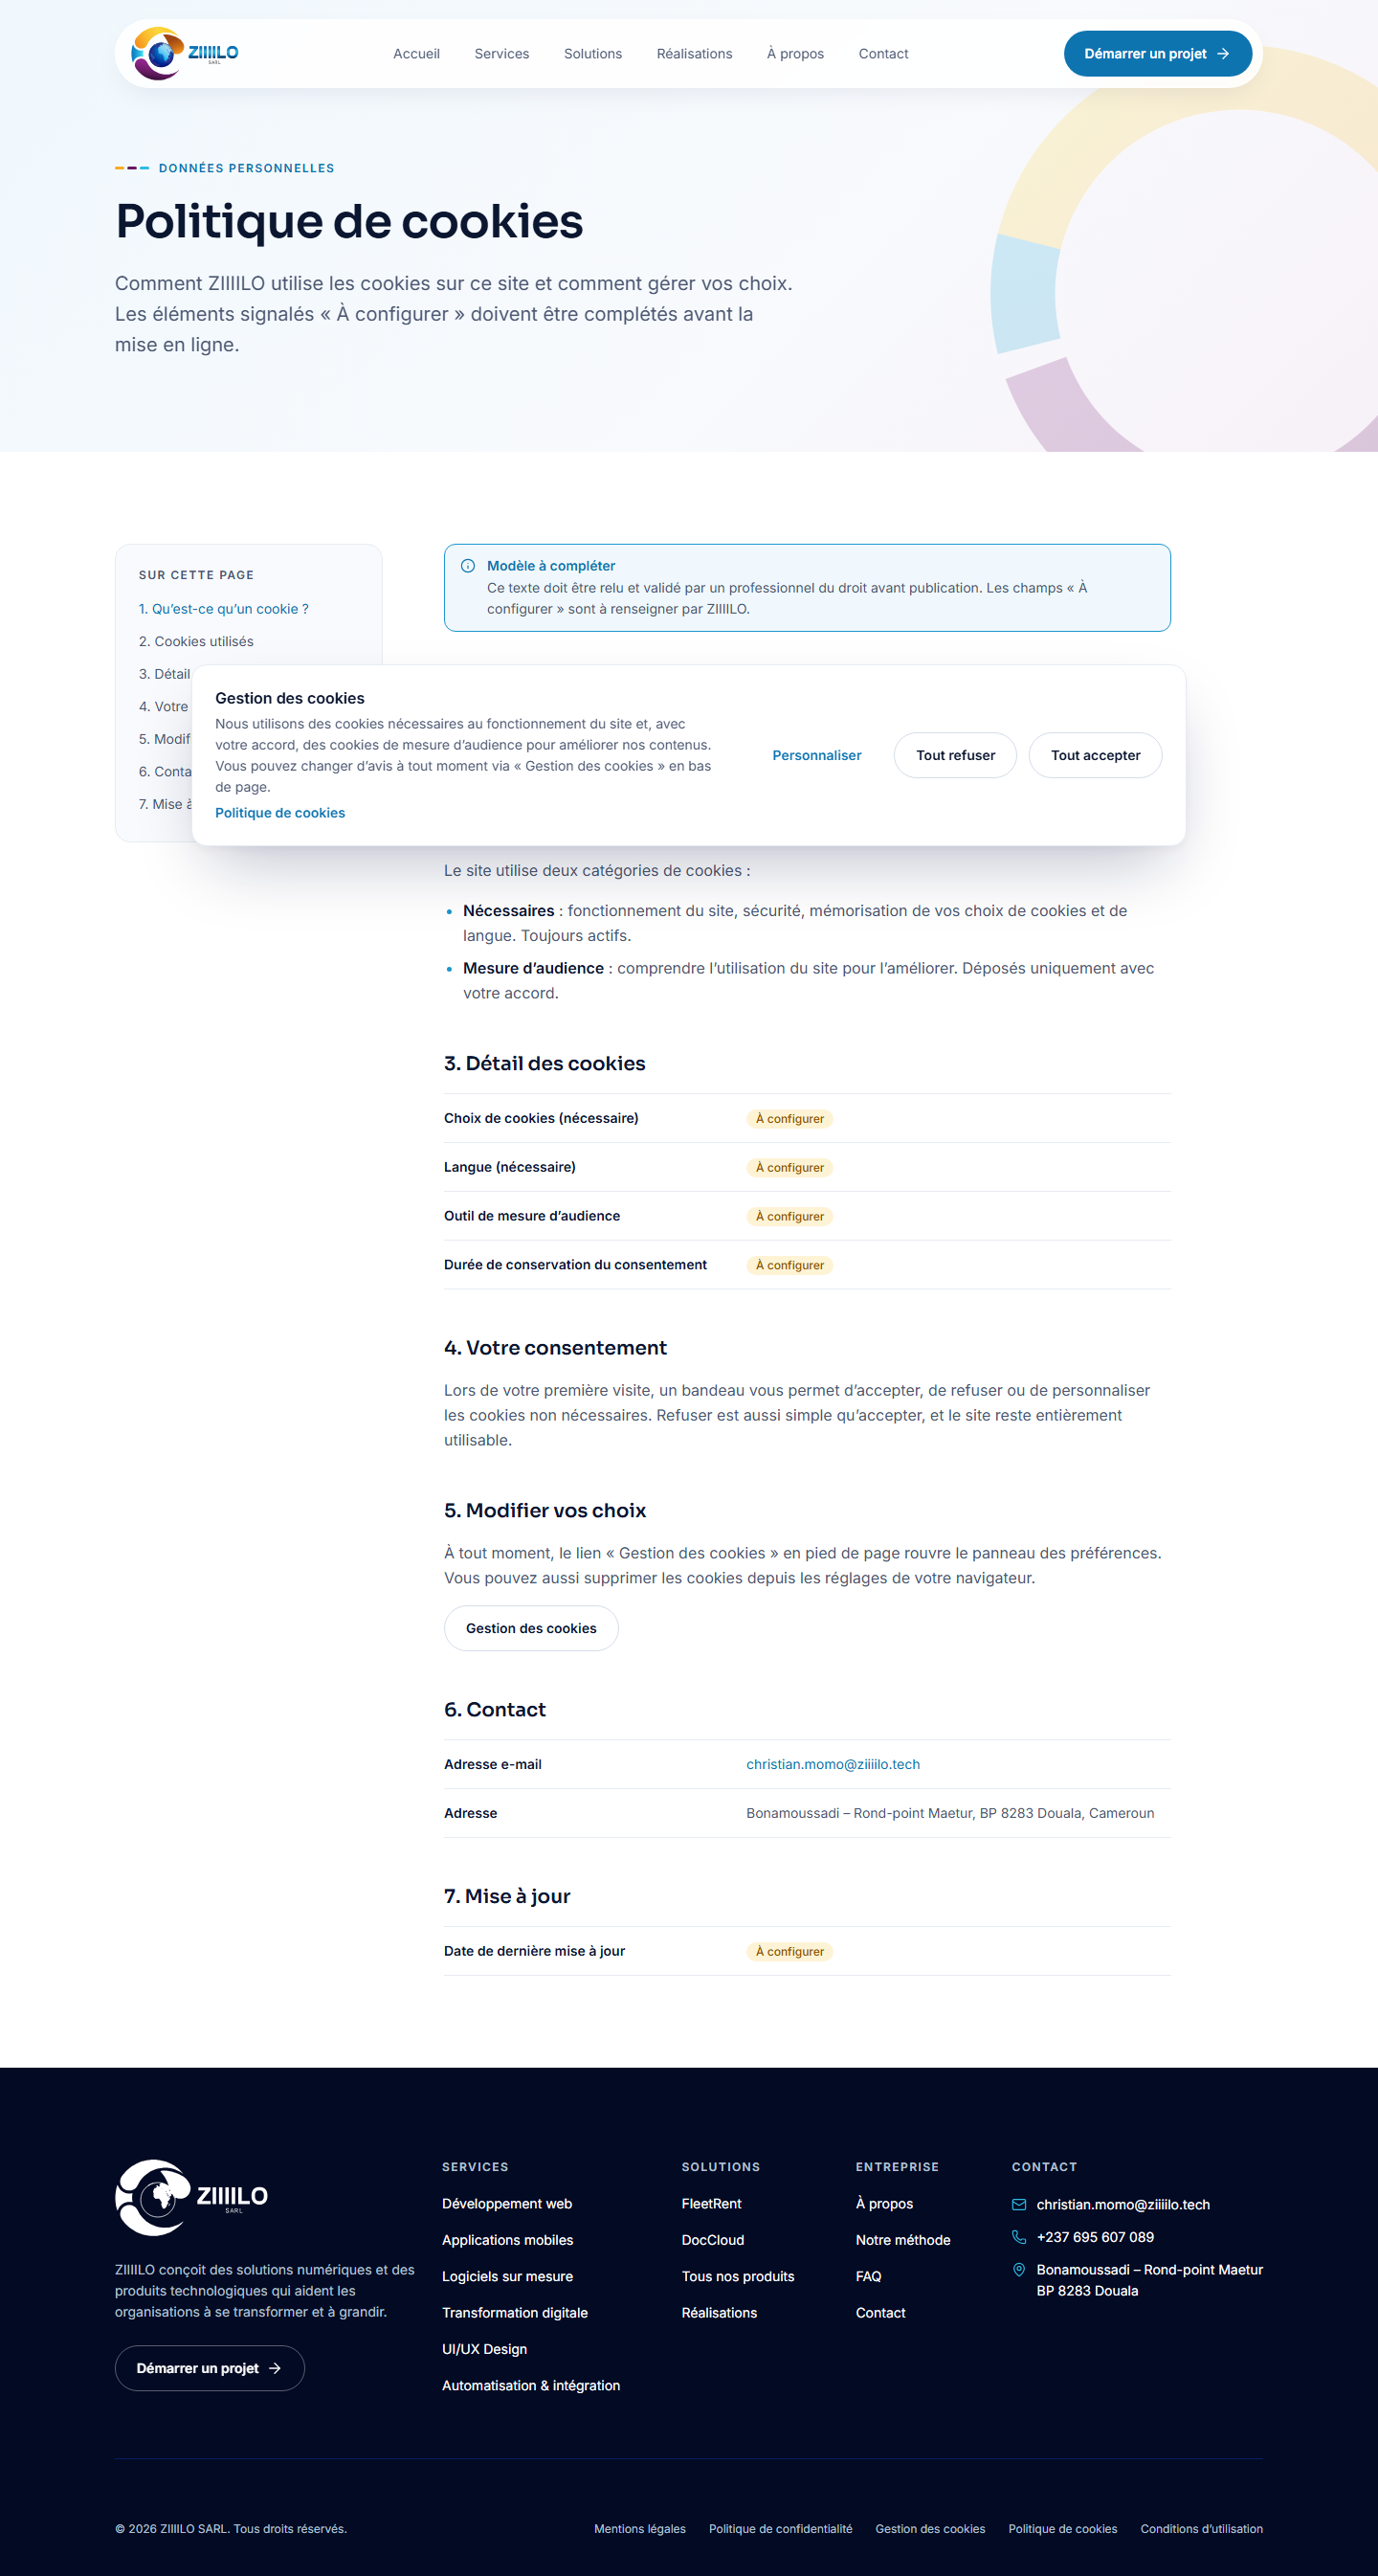 ZIIIILO
SARL
Accueil
Services
Solutions
Réalisations
À propos
Contact
Démarrer un projet
DONNÉES PERSONNELLES
Politique de cookies
Comment ZIIIILO utilise les cookies sur ce site et comment gérer vos choix.
Les éléments signalés « À configurer » doivent être complétés avant la
mise en ligne.
SUR CETTE PAGE
1. Qu’est-ce qu’un cookie ?
2. Cookies utilisés
3. Détail
4. Votre
5. Modif
6. Conta
7. Mise à
Modèle à compléter
Ce texte doit être relu et validé par un professionnel du droit avant publication. Les champs « À
configurer » sont à renseigner par ZIIIILO.
Gestion des cookies
Nous utilisons des cookies nécessaires au fonctionnement du site et, avec
votre accord, des cookies de mesure d’audience pour améliorer nos contenus.
Vous pouvez changer d’avis à tout moment via « Gestion des cookies » en bas
de page.
Politique de cookies
Personnaliser
Tout refuser
Tout accepter
Le site utilise deux catégories de cookies :
• Nécessaires : fonctionnement du site, sécurité, mémorisation de vos choix de cookies et de
langue. Toujours actifs.
• Mesure d’audience : comprendre l’utilisation du site pour l’améliorer. Déposés uniquement avec
votre accord.
3. Détail des cookies
Choix de cookies (nécessaire) À configurer
Langue (nécessaire) À configurer
Outil de mesure d’audience À configurer
Durée de conservation du consentement À configurer
4. Votre consentement
Lors de votre première visite, un bandeau vous permet d’accepter, de refuser ou de personnaliser
les cookies non nécessaires. Refuser est aussi simple qu’accepter, et le site reste entièrement
utilisable.
5. Modifier vos choix
À tout moment, le lien « Gestion des cookies » en pied de page rouvre le panneau des préférences.
Vous pouvez aussi supprimer les cookies depuis les réglages de votre navigateur.
Gestion des cookies
6. Contact
Adresse e-mail christian.momo@ziiiilo.tech
Adresse Bonamoussadi – Rond-point Maetur, BP 8283 Douala, Cameroun
7. Mise à jour
Date de dernière mise à jour À configurer
ZIIIILO
SARL
ZIIIILO conçoit des solutions numériques et des
produits technologiques qui aident les
organisations à se transformer et à grandir.
Démarrer un projet
SERVICES
Développement web
Applications mobiles
Logiciels sur mesure
Transformation digitale
UI/UX Design
Automatisation & intégration
SOLUTIONS
FleetRent
DocCloud
Tous nos produits
Réalisations
ENTREPRISE
À propos
Notre méthode
FAQ
Contact
CONTACT
christian.momo@ziiiilo.tech
+237 695 607 089
Bonamoussadi – Rond-point Maetur
BP 8283 Douala
© 2026 ZIIIILO SARL. Tous droits réservés.
Mentions légales
Politique de confidentialité
Gestion des cookies
Politique de cookies
Conditions d’utilisation